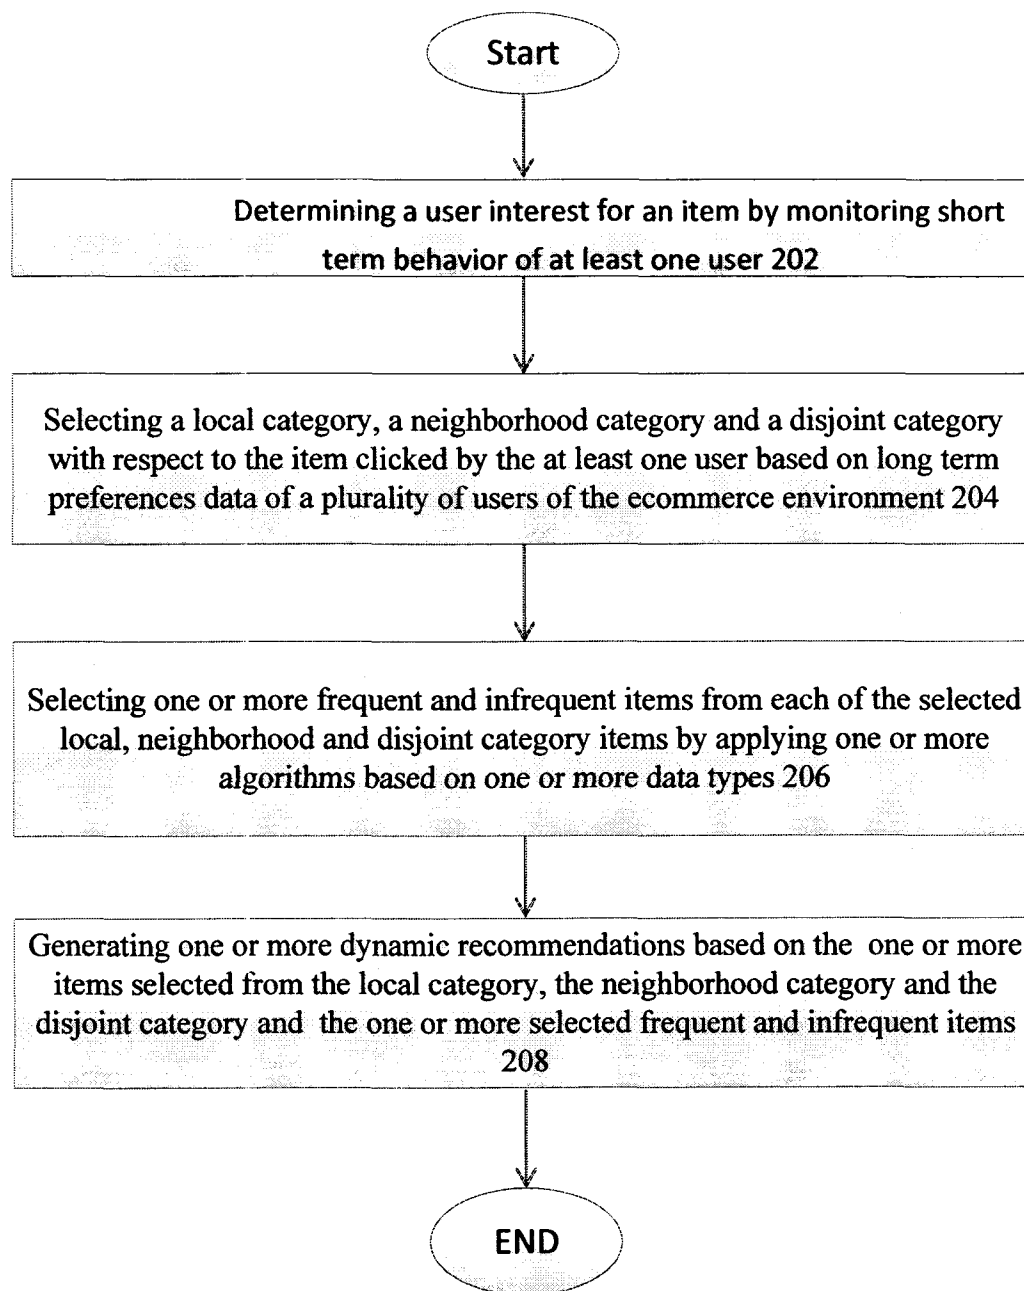 Start
Determining a user interest for an item by monitoring short
term behavior of at least one user 202
Selecting a local category, a neighborhood category and a disjoint category
with respect to the item clicked by the at least one user based on long term
preferences data of a plurality of users of the ecommerce environment 204
Selecting one or more frequent and infrequent items from each of the selected
local, neighborhood and disjoint category items by applying one or more
algorithms based on one or more data types 206
Generating one or more dynamic recommendations based on the one or more
items selected from the local category, the neighborhood category and the
disjoint category and the one or more selected frequent and infrequent items
208
END